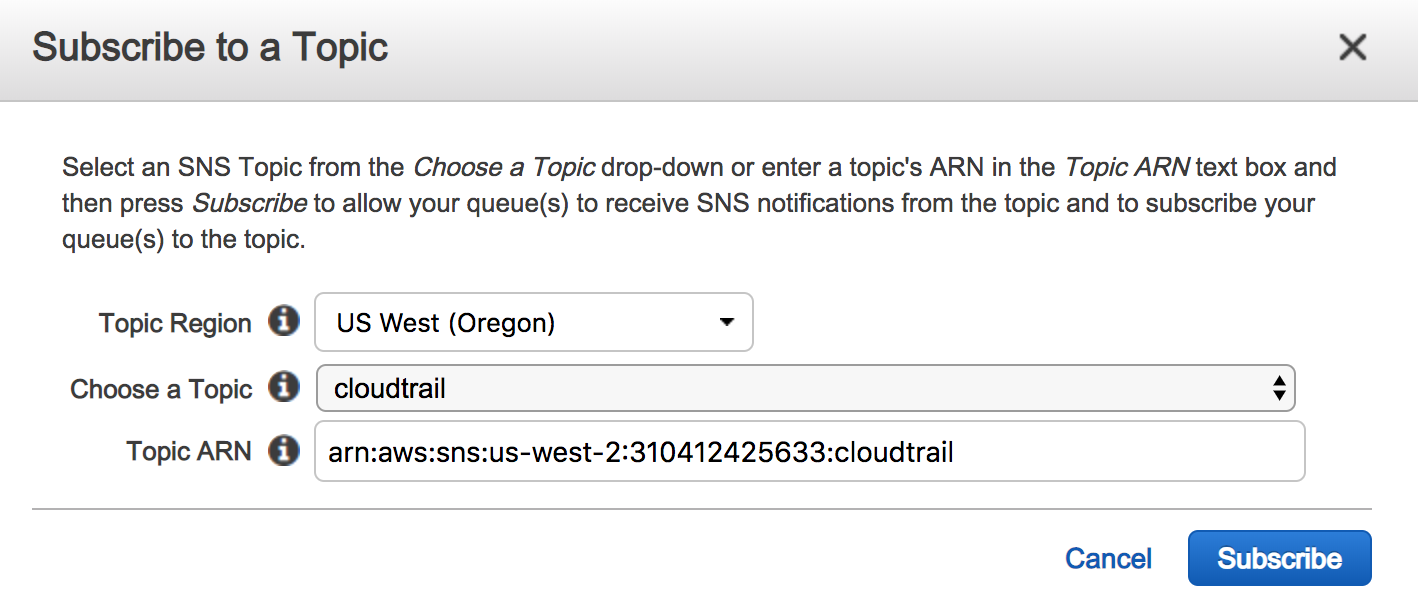 Subscribe to a Topic
Select an SNS Topic from the Choose a Topic drop-down or enter a topic's ARN in the Topic ARN text box and
then press Subscribe to allow your queue(s) to receive SNS notifications from the topic and to subscribe your
queue(s) to the topic.
Topic Region US West (Oregon)
Choose a Topic cloudtrail
Topic ARN arn:aws:sns:us-west-2:310412425633:cloudtrail
Cancel Subscribe